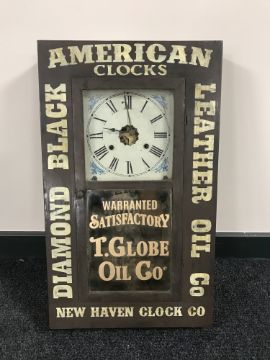 AMERICAN
CLOCKS
DIAMOND BLACK
LEATHER OIL Co
WARRANTED
SATISFACTORY
T. GLOBE
OIL Co
NEW HAVEN CLOCK CO